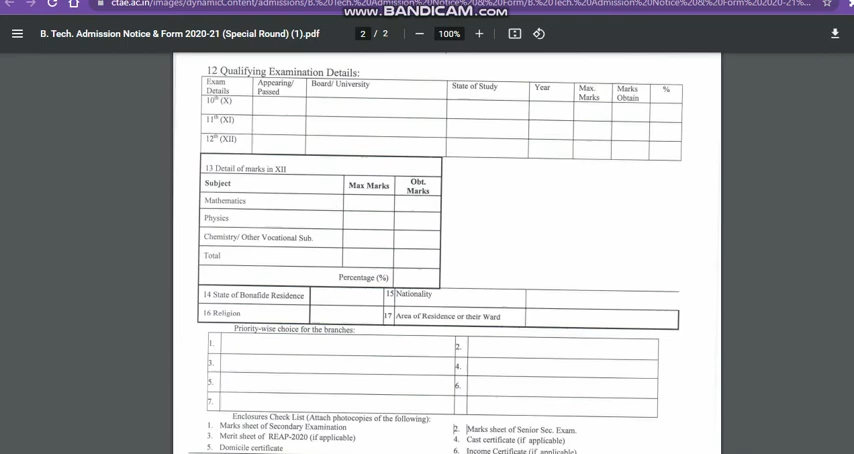 ctae.ac.in/images/dynamicContent/admissions/B.%20Tech.%20Admission%20Notice%20&%20Form/B.Tech.%20Admission%20Notice%20&%20Form%202020-21%...
www.BANDICAM.com
B. Tech. Admission Notice & Form 2020-21 (Special Round) (1).pdf
2 / 2
100%
12 Qualifying Examination Details:
Exam Details Appearing/ Passed Board/ University State of Study Year Max. Marks Marks Obtain %
10th (X)
11th (XI)
12th (XII)
13 Detail of marks in XII
Subject Max Marks Obt. Marks
Mathematics
Physics
Chemistry/ Other Vocational Sub.
Total
Percentage (%)
14 State of Bonafide Residence 15 Nationality
16 Religion 17 Area of Residence or their Ward
Priority-wise choice for the branches:
1. 2.
3. 4.
5. 6.
7.
Enclosures Check List (Attach photocopies of the following):
1. Marks sheet of Secondary Examination 2. Marks sheet of Senior Sec. Exam.
3. Merit sheet of REAP-2020 (if applicable) 4. Cast certificate (if applicable)
5. Domicile certificate 6. Income Certificate (if applicable)